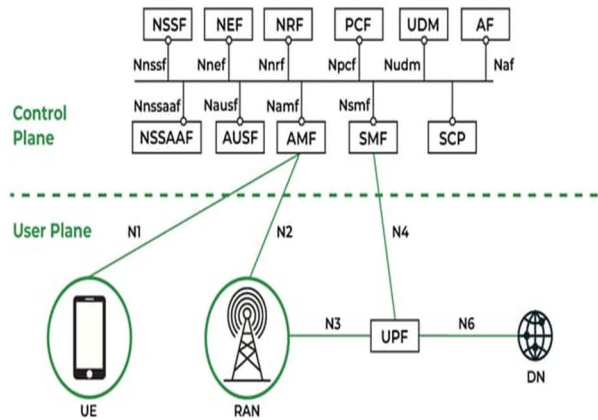 NSSF NEF NRF PCF UDM AF
Nnssf Nnef Nnrf Npcf Nudm Naf
Nnssaaf Nausf Namf Nsmf
Control
Plane
NSSAAF AUSF AMF SMF SCP
User Plane N1 N2 N4
N3 UPF N6
DN
UE RAN